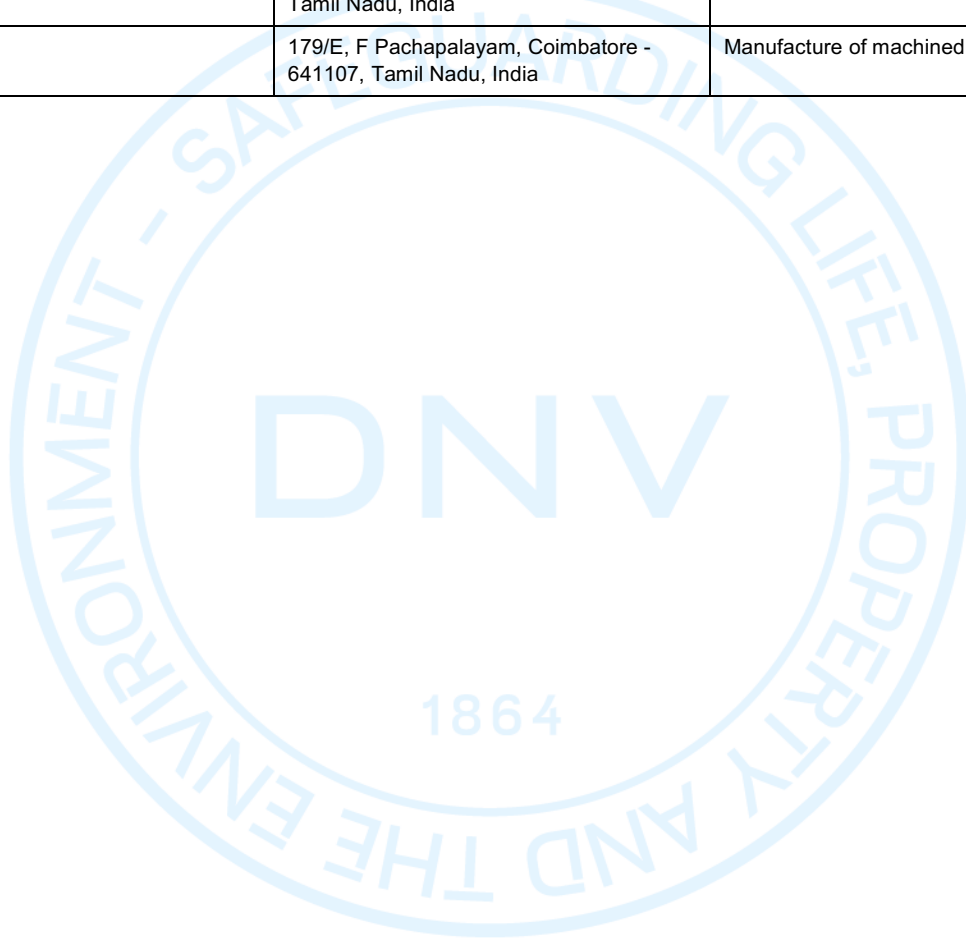 Tamil Nadu, India
179/E, F Pachapalayam, Coimbatore -
641107, Tamil Nadu, India
Manufacture of machined
SAFEGUARDING LIFE, PROPERTY AND THE ENVIRONMENT -
DNV
1864